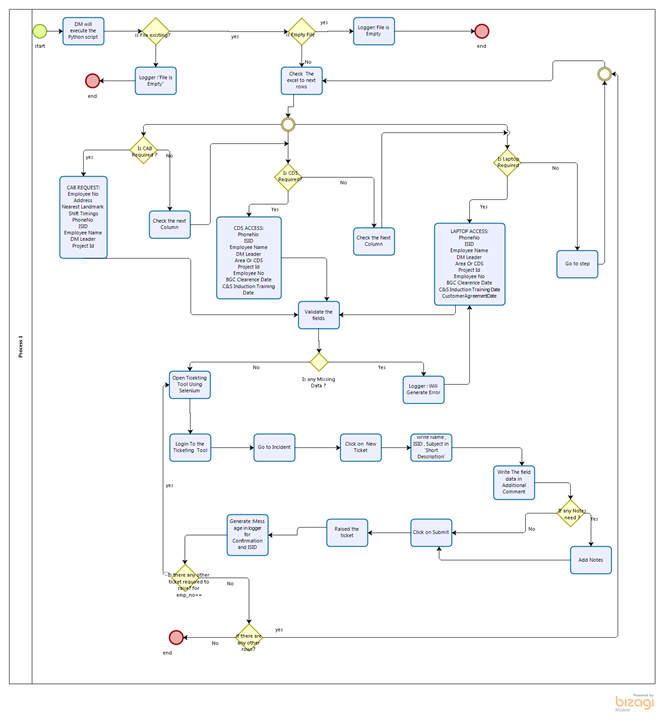 Process 1
start
DM will
execute the
Python script
Is File existing?
yes
Is Empty File
yes
Logger: File is
Empty
end
Logger :"File is
Empty"
end
No
Check The
excel to next
rows
Is CAB
Required ?
yes
No
CAB REQUEST:
Employee No
Address
Nearest Landmark
Shift Timings
PhoneNo
ISID
Employee Name
DM Leader
Project Id
Check the next
Column
Is CDS
Required?
Yes
No
CDS ACCESS:
PhoneNo
ISID
Employee Name
DM Leader
Area Or CDS
Project Id
Employee No
BGC Clearence Date
C&S Induction Training
Date
Check the Next
Column
Is Laptop
Required?
Yes
No
LAPTOP ACCESS:
PhoneNo
ISID
Employee Name
DM Leader
Area Or CDS
Project Id
Employee No
BGC Clearence Date
C&S Induction Training Date
CustomerAgreementDate
Go to step
Validate the
fields
Is any Missing
Data ?
No
Yes
Logger : Will
Generate Error
Open Ticekting
Tool Using
Selenium
Login To the
Ticketing Tool
Go to Incident
Click on New
Ticket
Write Name ,
ISID , Subject in
'Short
Description'
Write The field
data in
Additional
Comment
If any Notes
need ?
No
Yes
Add Notes
Click on Submit
Raised the
ticket
Generate :Mess
age in logger
for
Confirmation
and ISID
yes
Is there any other
ticket required to
raise? for
emp_no==
No
If there are
any other
rows?
yes
No
end
Powered by
bizagi
Modeler